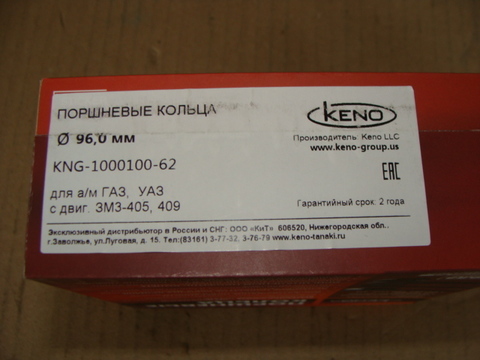 ПОРШНЕВЫЕ КОЛЬЦА
Ø 96,0 мм
KNG-1000100-62
для а/м ГАЗ, УАЗ
с двиг. ЗМЗ-405, 409
KENO
Производитель: Keno LLC
www.keno-group.us
EAC
Гарантийный срок: 2 года
Эксклюзивный дистрибьютор в России и СНГ: ООО «КиТ» 606520, Нижегородская обл.,
г.Заволжье, ул.Луговая, д. 15. Тел:(83161) 3-77-32, 3-76-79 www.keno-tanaki.ru